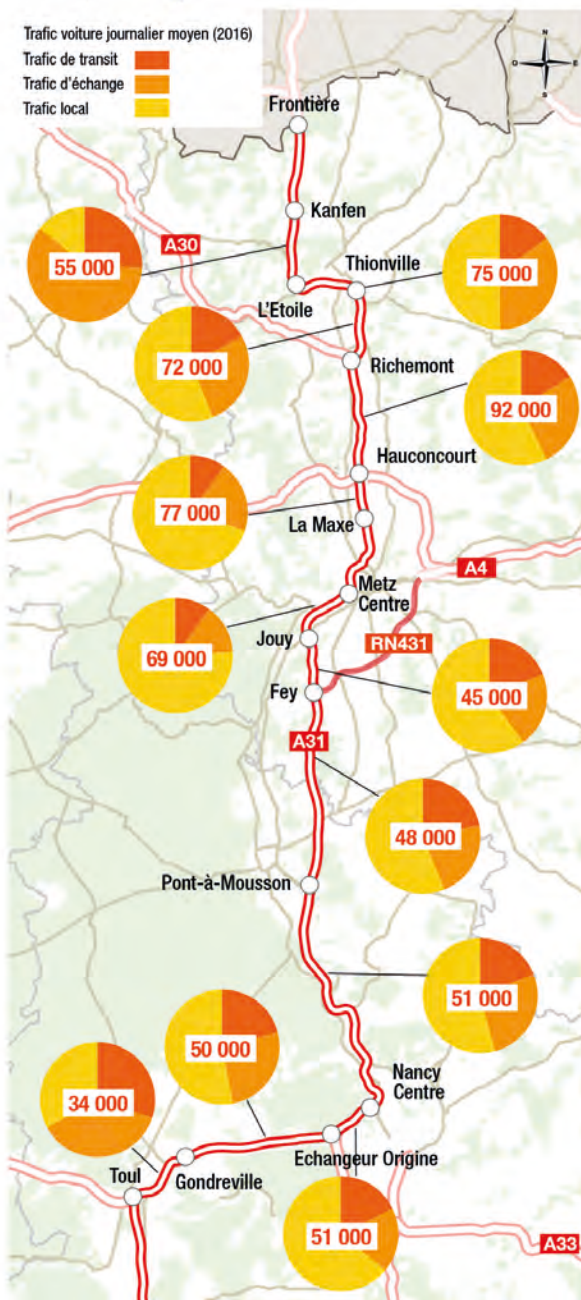 Trafic voiture journalier moyen (2016)
Trafic de transit
Trafic d'échange
Trafic local
N
O
E
S
Frontière
Kanfen
A30
55 000
Thionville
75 000
L'Etoile
72 000
Richemont
92 000
Hauconcourt
77 000
La Maxe
A4
Metz
Centre
Jouy
RN431
69 000
Fey
45 000
A31
48 000
Pont-à-Mousson
51 000
50 000
Nancy
Centre
34 000
Echangeur Origine
Toul
Gondreville
51 000
A33